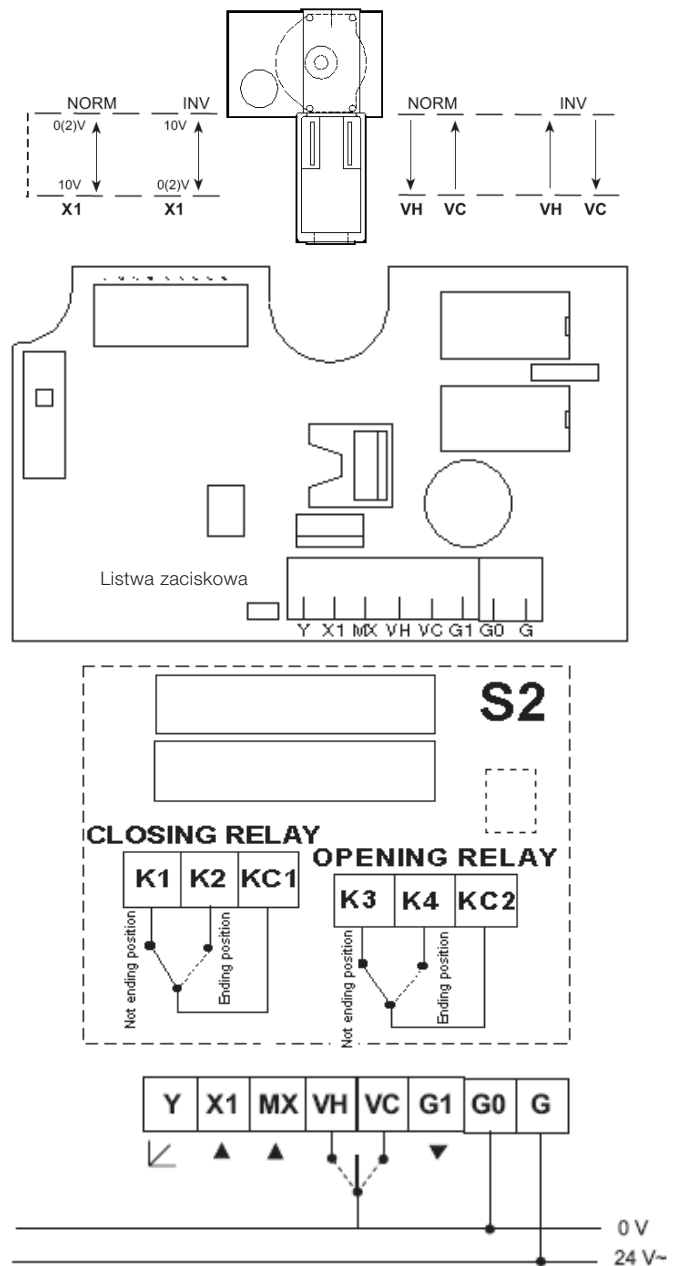 NORM INV NORM INV
0(2)V 10V
10V 0(2)V
X1 X1 VH VC VH VC
Listwa zaciskowa
Y X1 MX VH VC G1 G0 G
S2
CLOSING RELAY
K1 K2 KC1
Not ending position
Ending position
OPENING RELAY
K3 K4 KC2
Not ending position
Ending position
Y X1 MX VH VC G1 G0 G
0 V
24 V~